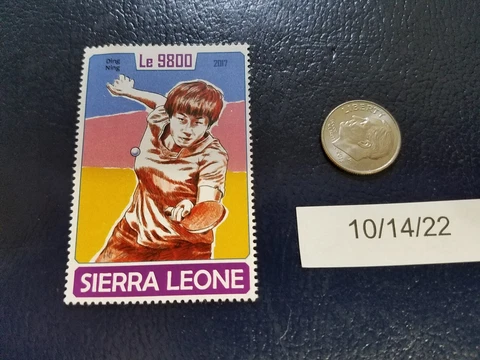 Ding
Ning
Le 9800
2017
SIERRA LEONE
LIBERTY
10/14/22